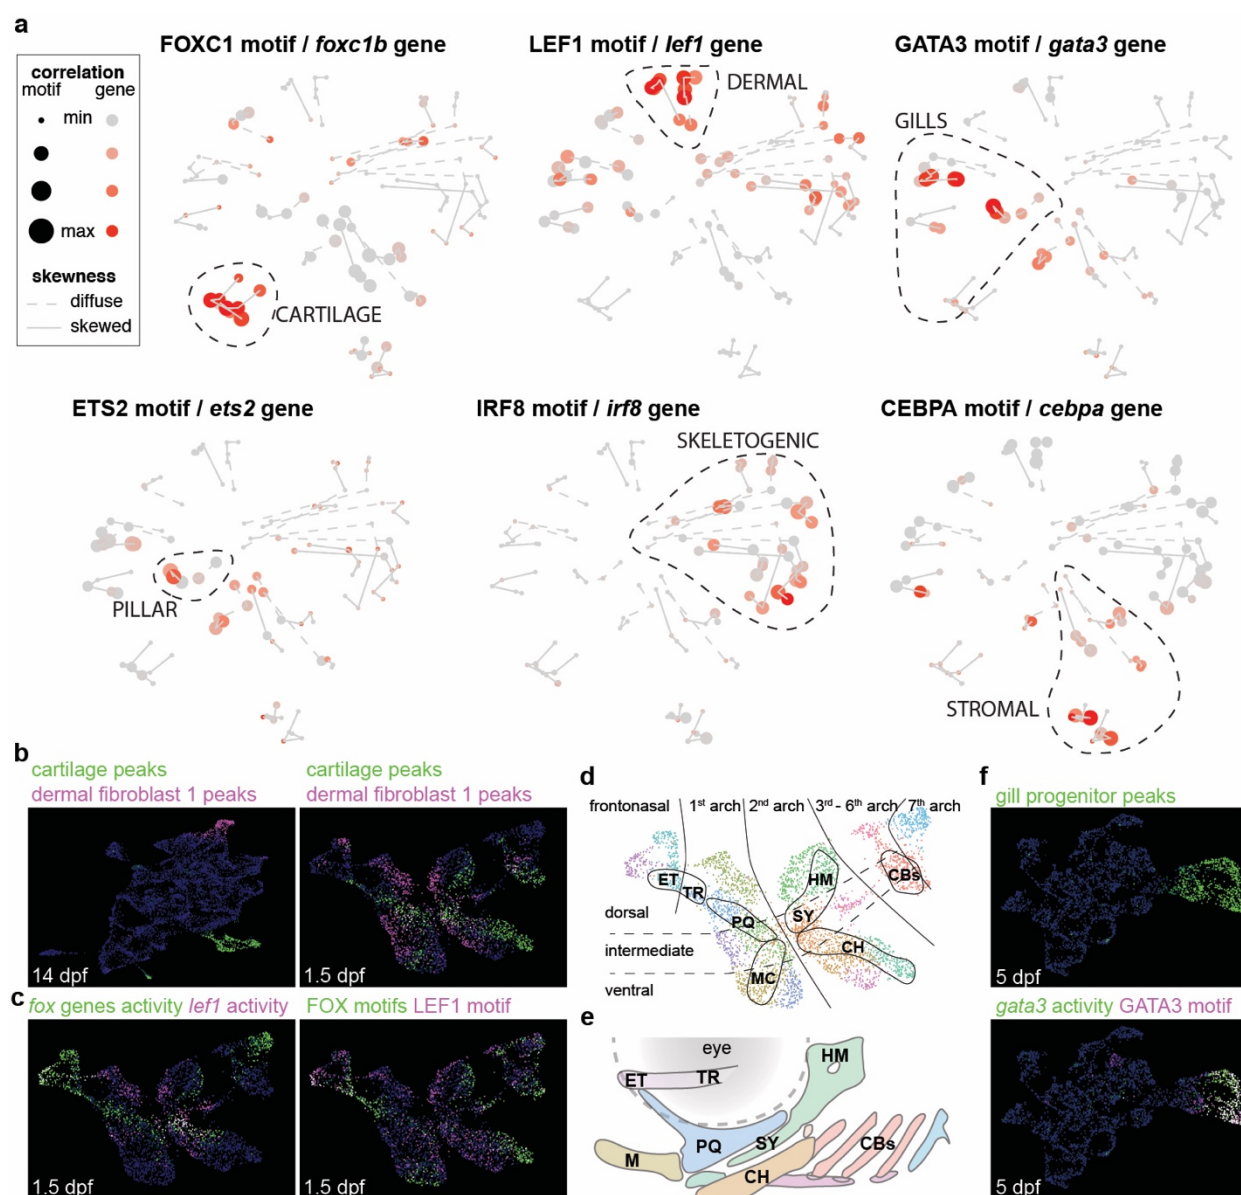 a
FOXC1 motif / foxc1b gene
LEF1 motif / lef1 gene
GATA3 motif / gata3 gene
correlation
motif gene
min
max
skewness
diffuse
skewed
CARTILAGE
DERMAL
GILLS
ETS2 motif / ets2 gene
IRF8 motif / irf8 gene
CEBPA motif / cebpa gene
PILLAR
SKELETOGENIC
STROMAL
b
cartilage peaks
dermal fibroblast 1 peaks
14 dpf
cartilage peaks
dermal fibroblast 1 peaks
1.5 dpf
c
fox genes activity lef1 activity
1.5 dpf
FOX motifs LEF1 motif
1.5 dpf
d
frontonasal 1st arch 2nd arch 3rd - 6th arch 7th arch
ET
TR
PQ
MC
HM
SY
CH
CBs
dorsal
intermediate
ventral
e
eye
ET
TR
HM
PQ
SY
CBs
M
CH
f
gill progenitor peaks
5 dpf
gata3 activity GATA3 motif
5 dpf